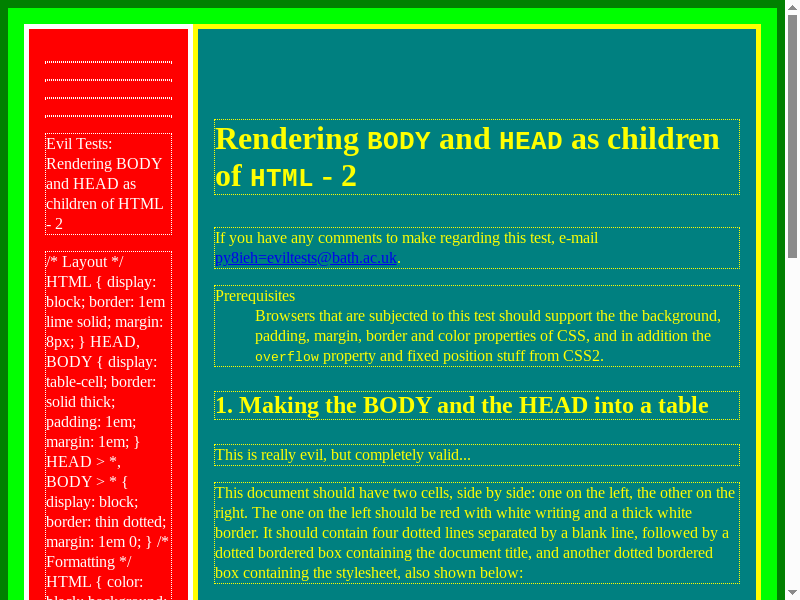 Evil Tests:
Rendering BODY
and HEAD as
children of HTML
- 2
/* Layout */
HTML { display:
block; border: 1em
lime solid; margin:
8px; } HEAD,
BODY { display:
table-cell; border:
solid thick;
padding: 1em;
margin: 1em; }
HEAD > *,
BODY > * {
display: block;
border: thin dotted;
margin: 1em 0; } /*
Formatting */
HTML { color:
Rendering BODY and HEAD as children
of HTML - 2
If you have any comments to make regarding this test, e-mail
py8ieh=eviltests@bath.ac.uk.
Prerequisites
Browsers that are subjected to this test should support the the background,
padding, margin, border and color properties of CSS, and in addition the
overflow property and fixed position stuff from CSS2.
1. Making the BODY and the HEAD into a table
This is really evil, but completely valid...
This document should have two cells, side by side: one on the left, the other on the
right. The one on the left should be red with white writing and a thick white
border. It should contain four dotted lines separated by a blank line, followed by a
dotted bordered box containing the document title, and another dotted bordered
box containing the stylesheet, also shown below: